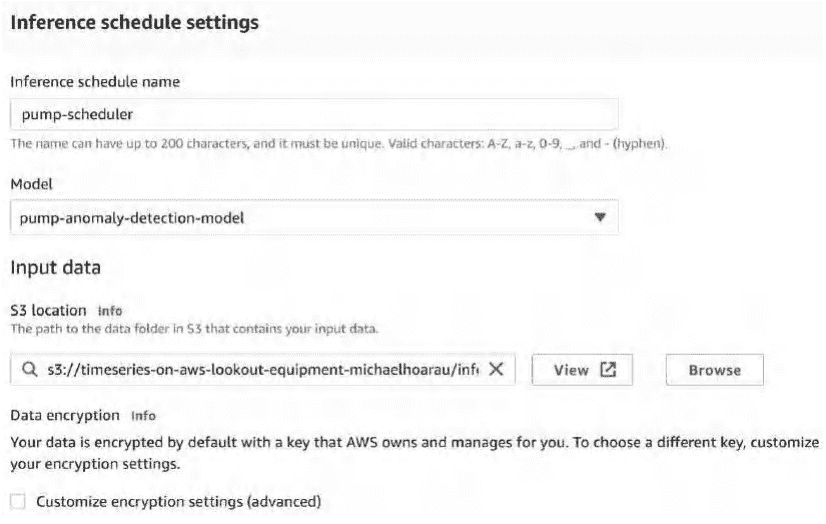 Inference schedule settings
Inference schedule name
pump-scheduler
The name can have up to 200 characters, and it must be unique. Valid characters: A-Z, a-z, 0-9, _, and - (hyphen).
Model
pump-anomaly-detection-model
Input data
S3 location Info
The path to the data folder in S3 that contains your input data.
s3://timeseries-on-aws-lookout-equipment-michaelhoarau/inf
View
Browse
Data encryption Info
Your data is encrypted by default with a key that AWS owns and manages for you. To choose a different key, customize
your encryption settings.
Customize encryption settings (advanced)